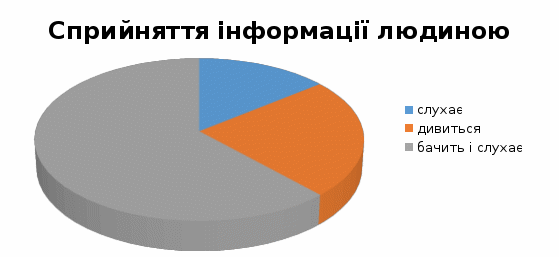 Сприйняття інформації людиною
слухає
дивиться
бачить і слухає